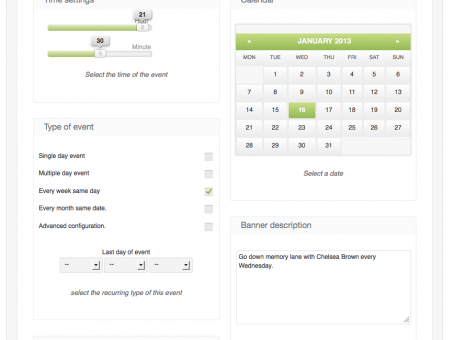 Time settings
21
Hour
30
Minute
Select the time of the event
Type of event
Single day event
Multiple day event
Every week same day
Every month same date.
Advanced configuration.
Last day of event
-- -- --
select the recurring type of this event
Calendar
« JANUARY 2013 »
MON TUE WED THU FRI SAT SUN
1 2 3 4 5 6
7 8 9 10 11 12 13
14 15 16 17 18 19 20
21 22 23 24 25 26 27
28 29 30 31
Select a date
Banner description
Go down memory lane with Chelsea Brown every
Wednesday.